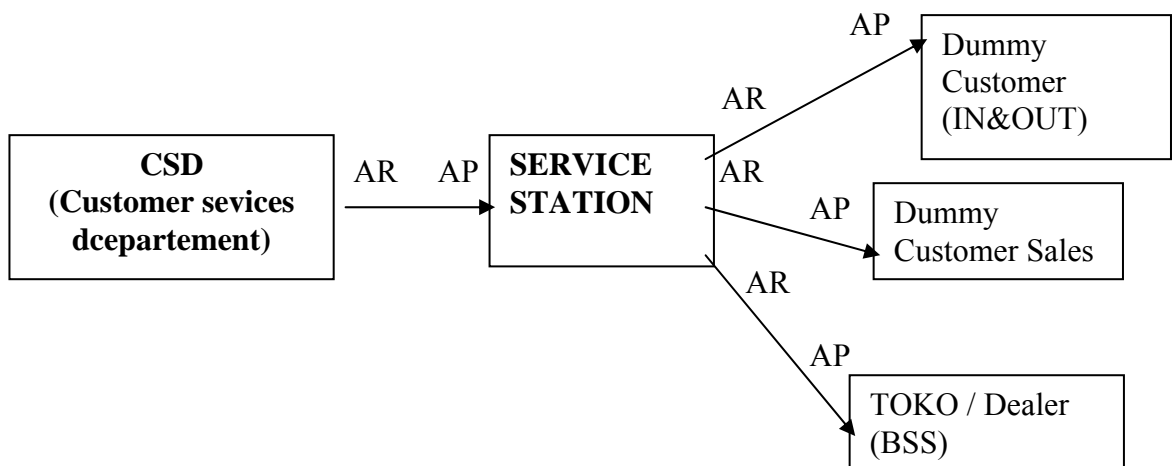 CSD
(Customer sevices
dcepartement)
AR AP
SERVICE
STATION
AR AP
Dummy
Customer
(IN&OUT)
AR AP
Dummy
Customer Sales
AR AP
TOKO / Dealer
(BSS)